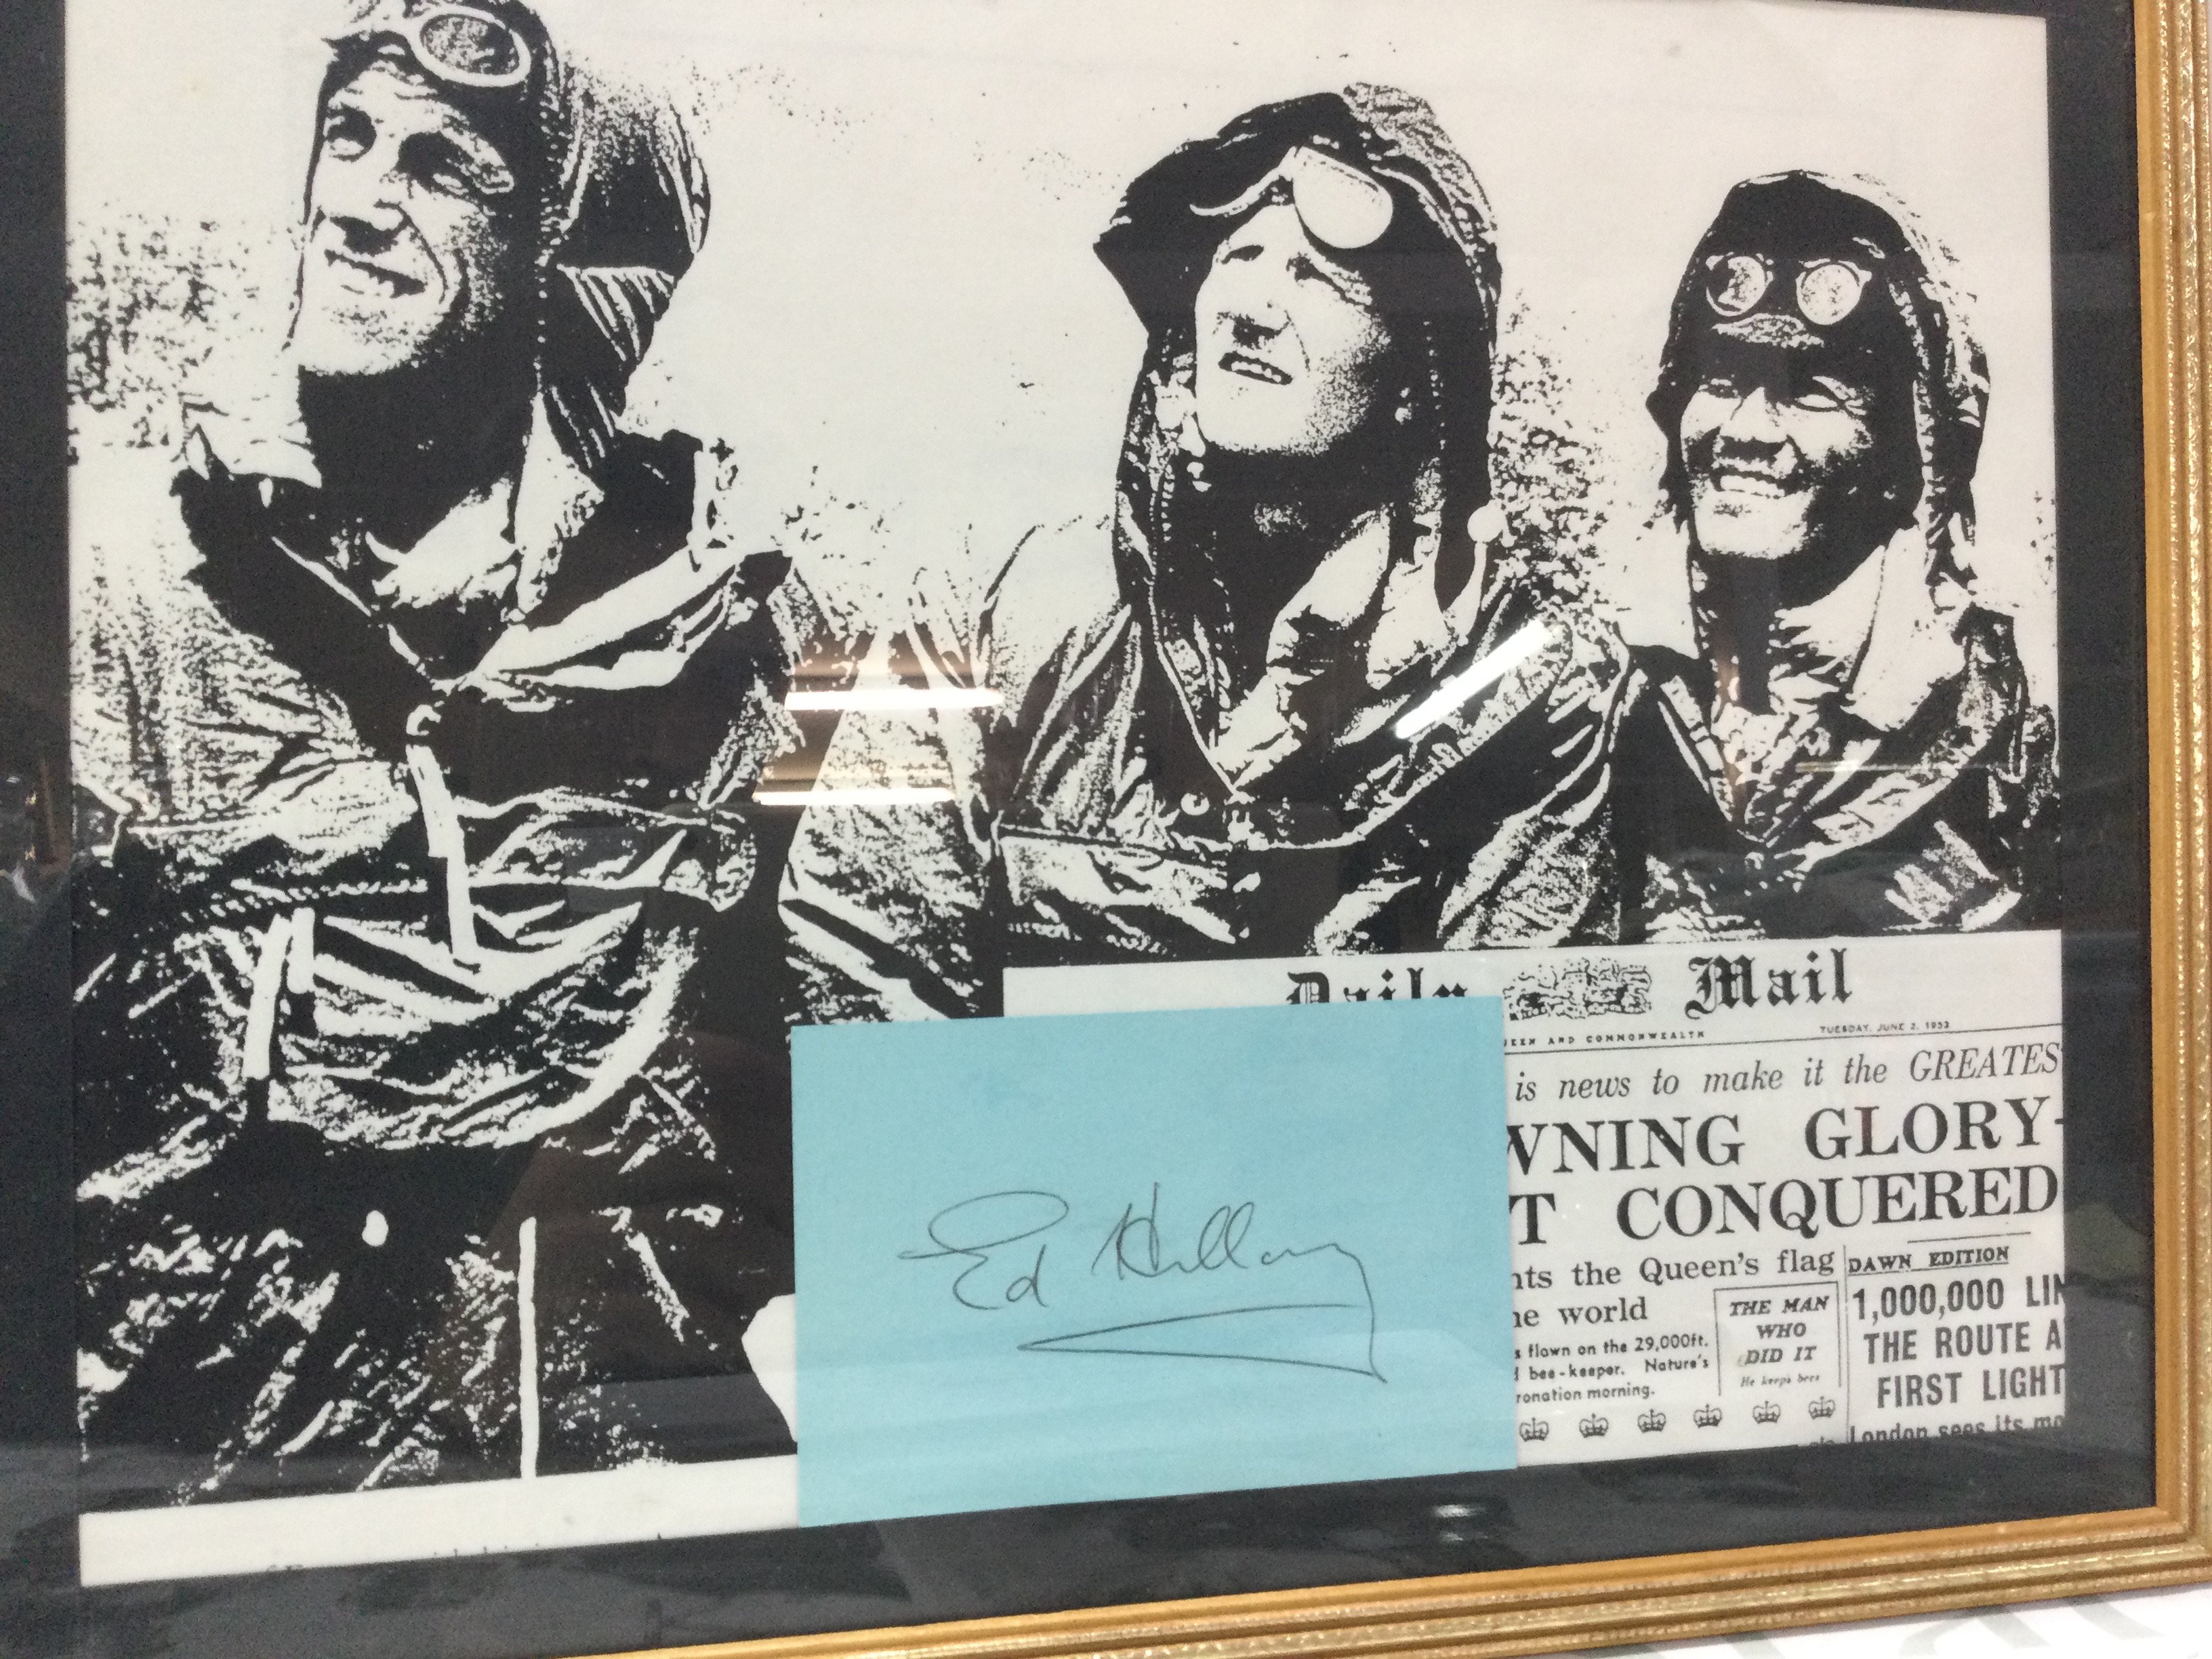 Daily Mail
AND COMMONWEALTH
TUESDAY, JUNE 2, 1953
is news to make it the GREATES
WNING GLORY-
T CONQUERED
nts the Queen's flag
he world
s flown on the 29,000ft.
d bee-keeper. Nature's
ronation morning.
THE MAN
WHO
DID IT
He keeps bees
DAWN EDITION
1,000,000 LIN
THE ROUTE A
FIRST LIGHT
London sees its mo
Ed Hillary